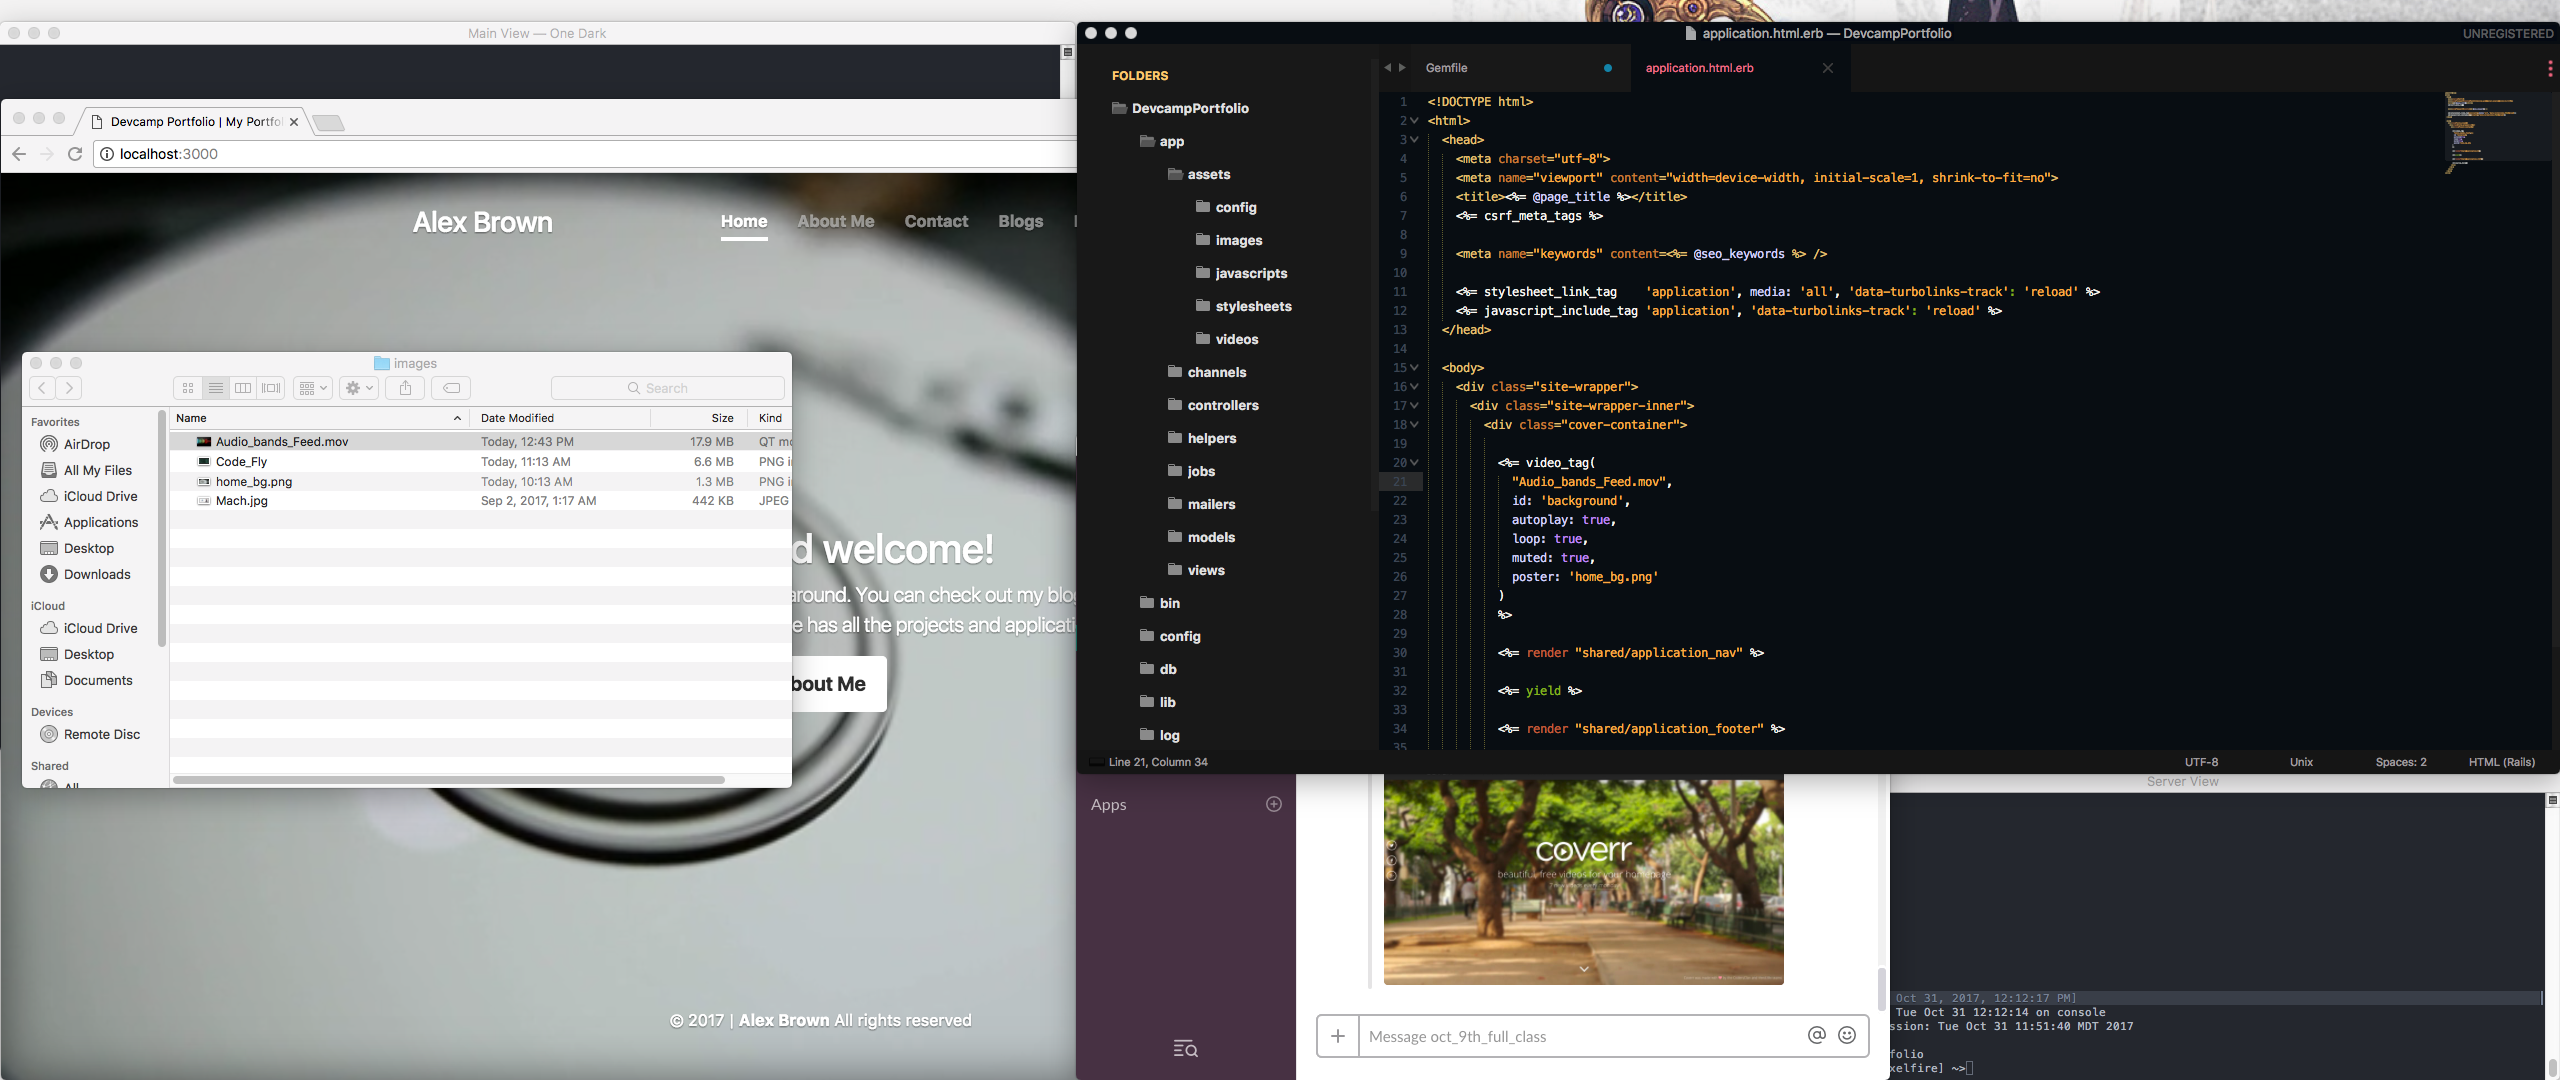 Main View — One Dark
Devcamp Portfolio | My Portfo
localhost:3000
Alex Brown
Home
About Me
Contact
Blogs
images
Search
Favorites
AirDrop
All My Files
iCloud Drive
Applications
Desktop
Downloads
iCloud
iCloud Drive
Desktop
Documents
Devices
Remote Disc
Shared
All
Name Date Modified Size Kind
Audio_bands_Feed.mov Today, 12:43 PM 17.9 MB QT mo
Code_Fly Today, 11:13 AM 6.6 MB PNG i
home_bg.png Today, 10:13 AM 1.3 MB PNG i
Mach.jpg Sep 2, 2017, 1:17 AM 442 KB JPEG
d welcome!
around. You can check out my blog
e has all the projects and applicati
bout Me
© 2017 | Alex Brown All rights reserved
application.html.erb — DevcampPortfolio
UNREGISTERED
FOLDERS
DevcampPortfolio
app
assets
config
images
javascripts
stylesheets
videos
channels
controllers
helpers
jobs
mailers
models
views
bin
config
db
lib
log
Gemfile
application.html.erb
1 <!DOCTYPE html>
2 <html>
3 <head>
4 <meta charset="utf-8">
5 <meta name="viewport" content="width=device-width, initial-scale=1, shrink-to-fit=no">
6 <title><%= @page_title %></title>
7 <%= csrf_meta_tags %>
8
9 <meta name="keywords" content=<%= @seo_keywords %> />
10
11 <%= stylesheet_link_tag 'application', media: 'all', 'data-turbolinks-track': 'reload' %>
12 <%= javascript_include_tag 'application', 'data-turbolinks-track': 'reload' %>
13 </head>
14
15 <body>
16 <div class="site-wrapper">
17 <div class="site-wrapper-inner">
18 <div class="cover-container">
19
20 <%= video_tag(
21 "Audio_bands_Feed.mov",
22 id: 'background',
23 autoplay: true,
24 loop: true,
25 muted: true,
26 poster: 'home_bg.png'
27 )
28 %>
29
30 <%= render "shared/application_nav" %>
31
32 <%= yield %>
33
34 <%= render "shared/application_footer" %>
35
Line 21, Column 34
UTF-8
Unix
Spaces: 2
HTML (Rails)
Apps
coverr
beautiful, free videos for your homepage
Message oct_9th_full_class
Server View
Oct 31, 2017, 12:12:17 PM]
Tue Oct 31 12:12:14 on console
ssion: Tue Oct 31 11:51:40 MDT 2017
folio
xelfire] ~>